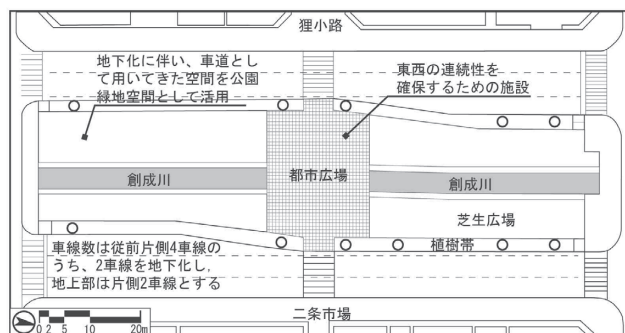 狸小路
地下化に伴い、車道とし
て用いてきた空間を公園
緑地空間として活用
東西の連続性を
確保するための施設
都市広場
創成川
創成川
芝生広場
植樹帯
車線数は従前片側4車線の
うち、2車線を地下化し,
地上部は片側2車線とする
二条市場
0 2 5 10 20m